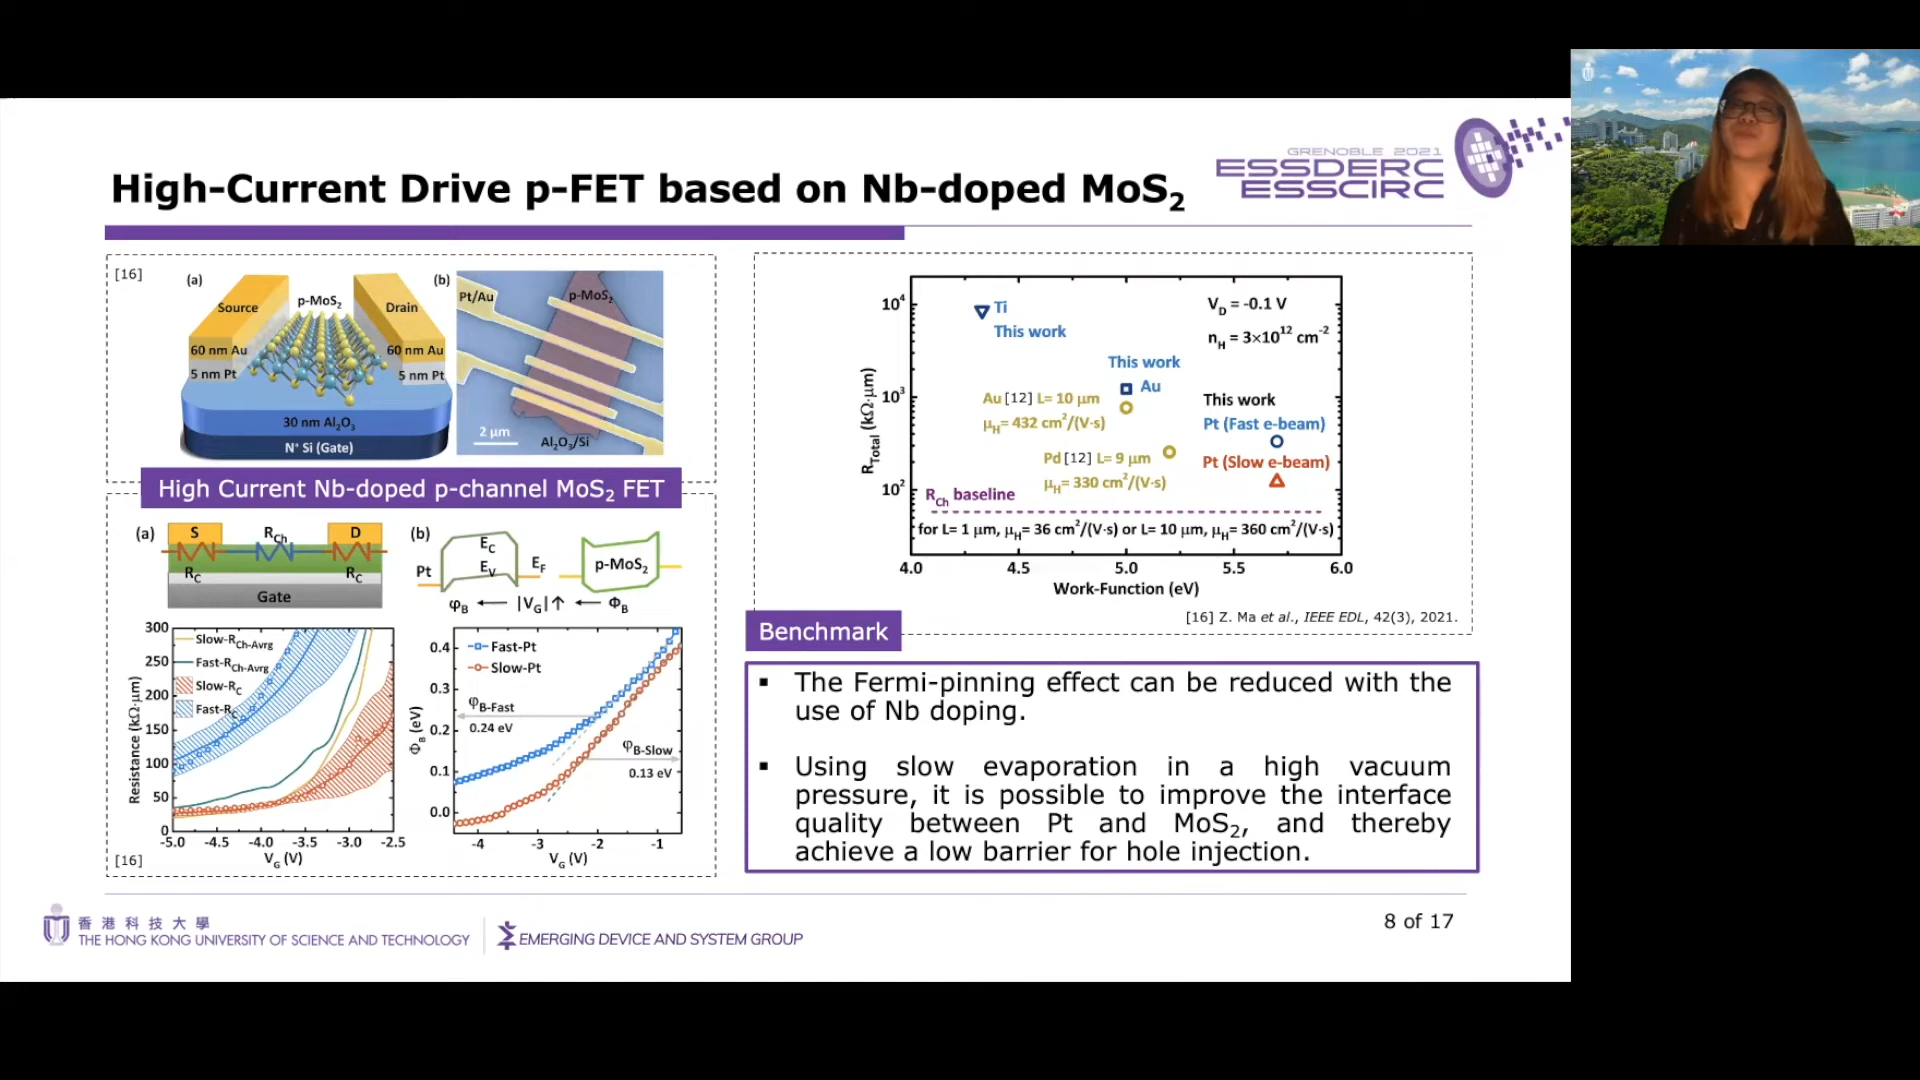 High-Current Drive p-FET based on Nb-doped MoS2
GRENOBLE 2021
ESSDERC
ESSCIRC
[16]
(a)
Source
p-MoS2
Drain
60 nm Au
60 nm Au
5 nm Pt
5 nm Pt
30 nm Al2O3
N+ Si (Gate)
(b)
Pt/Au
p-MoS2
2 μm
Al2O3/Si
High Current Nb-doped p-channel MoS2 FET
(a)
S
RCh
D
RC
RC
Gate
(b)
Pt
EC
EV
EF
p-MoS2
φB
|VG|↑
ΦB
300
250
200
150
100
50
0
Resistance (kΩ·μm)
Slow-RCh-Avrg
Fast-RCh-Avrg
Slow-RC
Fast-RC
-5.0 -4.5 -4.0 -3.5 -3.0 -2.5
VG (V)
0.4
0.3
0.2
0.1
0.0
ΦB (eV)
Fast-Pt
Slow-Pt
φB-Fast
0.24 eV
φB-Slow
0.13 eV
-4 -3 -2 -1
VG (V)
[16]
10^4
10^3
10^2
RTotal (kΩ·μm)
Ti
This work
VD = -0.1 V
nH = 3×10^12 cm^-2
This work
Au
Au [12] L= 10 μm
μH= 432 cm^2/(V·s)
This work
Pt (Fast e-beam)
Pd [12] L= 9 μm
μH= 330 cm^2/(V·s)
Pt (Slow e-beam)
RCh baseline
for L= 1 μm, μH= 36 cm^2/(V·s) or L= 10 μm, μH= 360 cm^2/(V·s)
4.0 4.5 5.0 5.5 6.0
Work-Function (eV)
[16] Z. Ma et al., IEEE EDL, 42(3), 2021.
Benchmark
▪ The Fermi-pinning effect can be reduced with the
use of Nb doping.
▪ Using slow evaporation in a high vacuum
pressure, it is possible to improve the interface
quality between Pt and MoS2, and thereby
achieve a low barrier for hole injection.
香港科技大學
THE HONG KONG UNIVERSITY OF SCIENCE AND TECHNOLOGY
EMERGING DEVICE AND SYSTEM GROUP
8 of 17